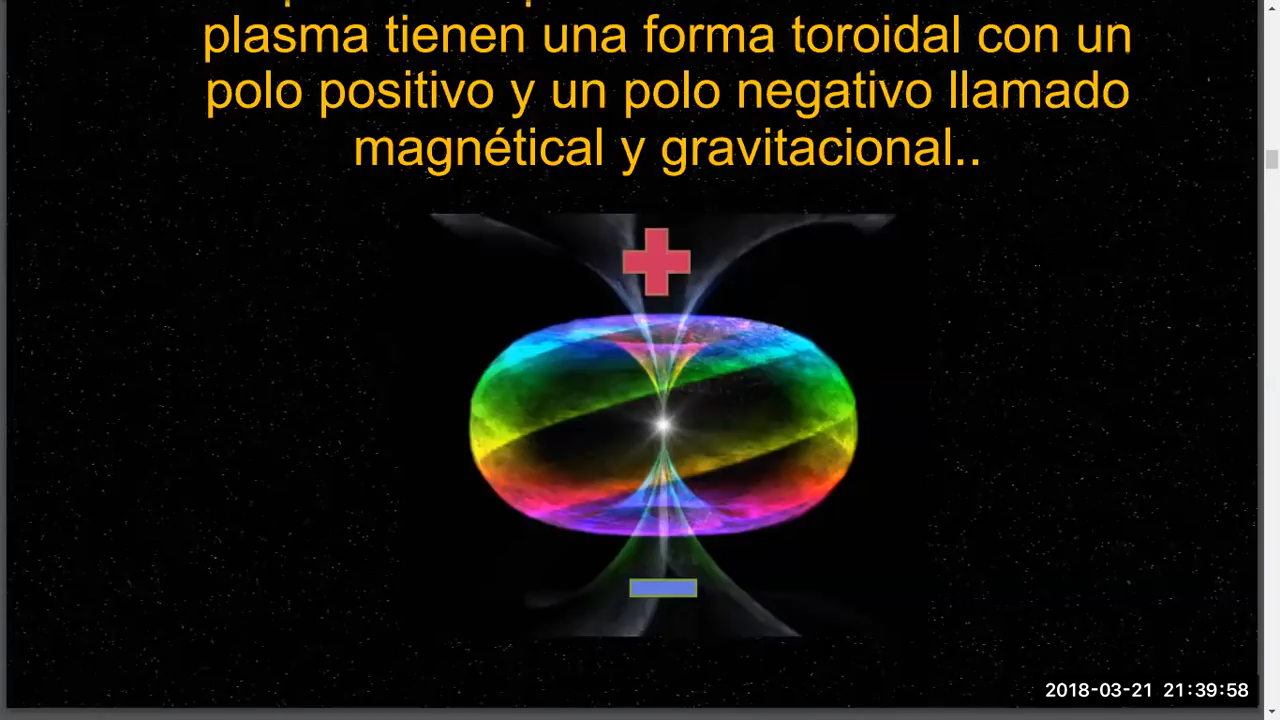 plasma tienen una forma toroidal con un
polo positivo y un polo negativo llamado
magnétical y gravitacional..
2018-03-21 21:39:58